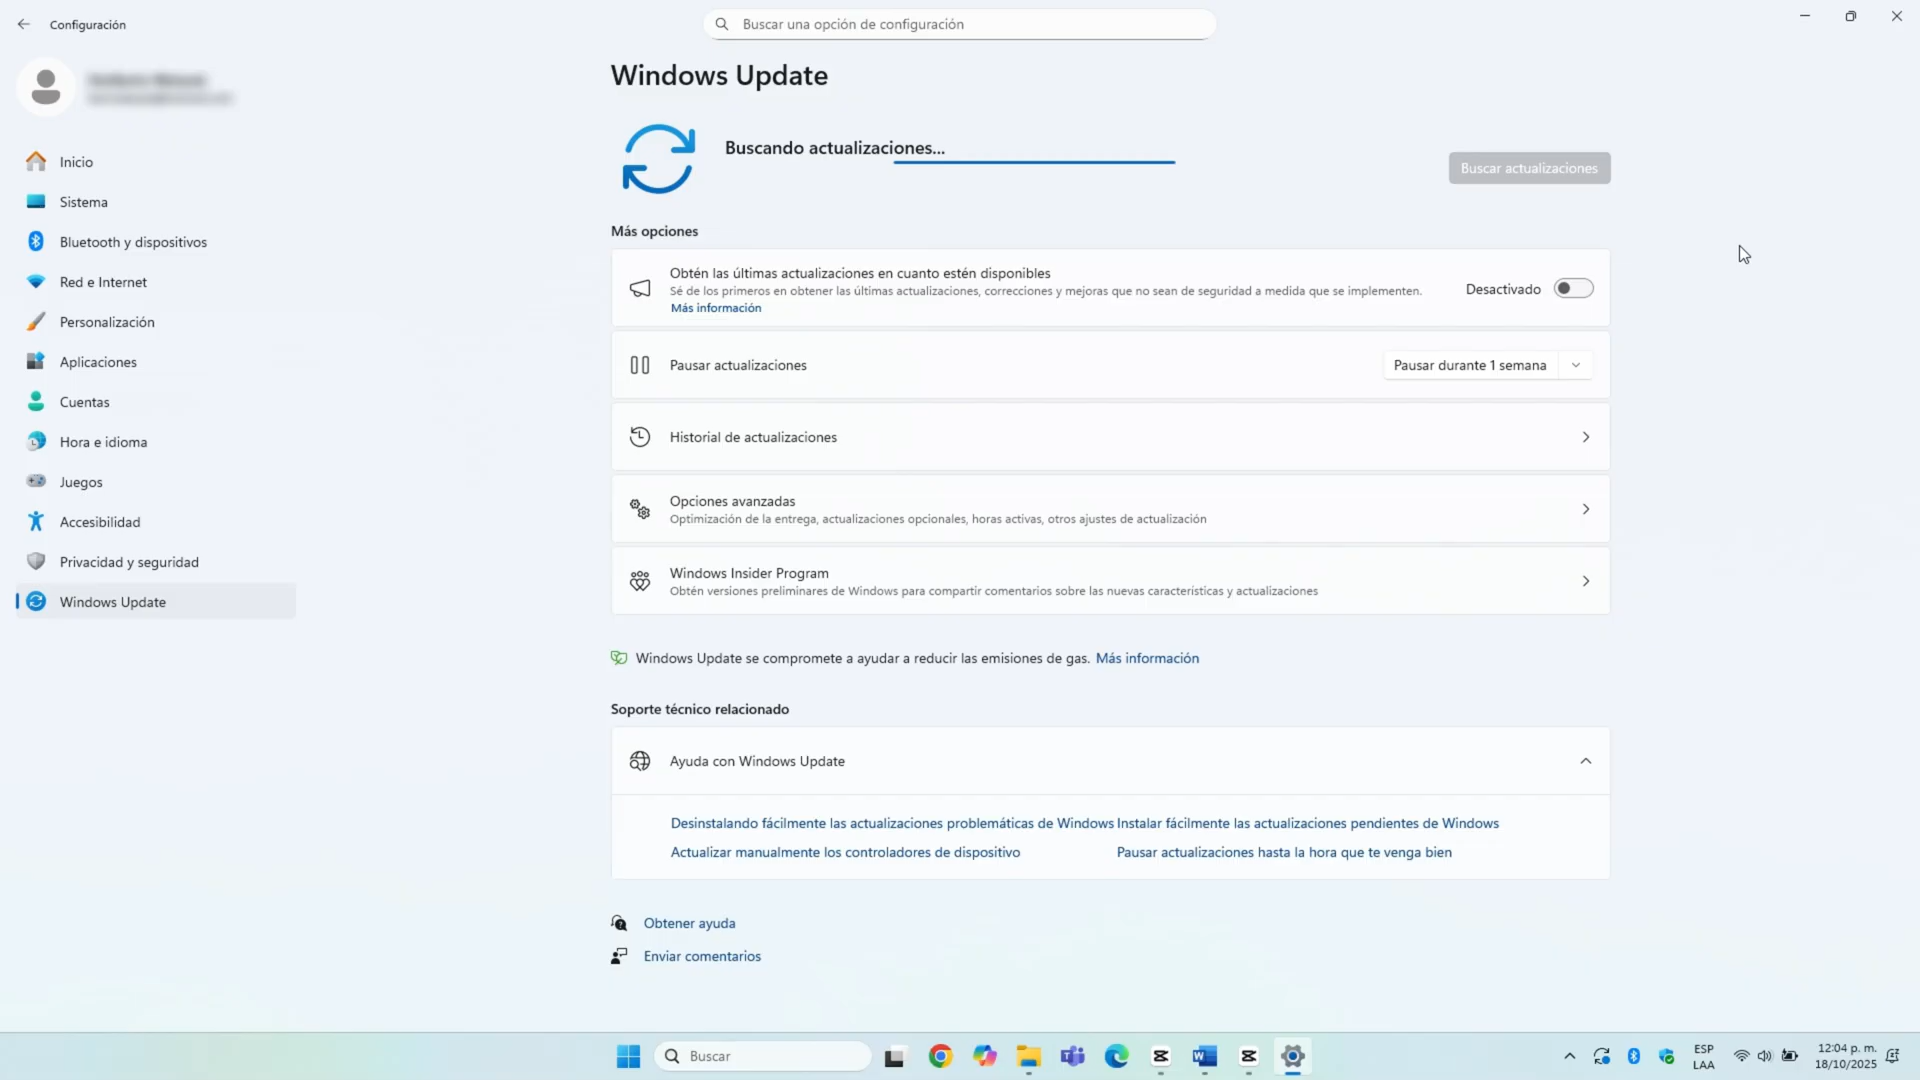 Configuración
Buscar una opción de configuración
Inicio
Sistema
Bluetooth y dispositivos
Red e Internet
Personalización
Aplicaciones
Cuentas
Hora e idioma
Juegos
Accesibilidad
Privacidad y seguridad
Windows Update
Windows Update
Buscando actualizaciones...
Buscar actualizaciones
Más opciones
Obtén las últimas actualizaciones en cuanto estén disponibles
Sé de los primeros en obtener las últimas actualizaciones, correcciones y mejoras que no sean de seguridad a medida que se implementen.
Más información
Desactivado
Pausar actualizaciones
Pausar durante 1 semana
Historial de actualizaciones
Opciones avanzadas
Optimización de la entrega, actualizaciones opcionales, horas activas, otros ajustes de actualización
Windows Insider Program
Obtén versiones preliminares de Windows para compartir comentarios sobre las nuevas características y actualizaciones
Windows Update se compromete a ayudar a reducir las emisiones de gas. Más información
Soporte técnico relacionado
Ayuda con Windows Update
Desinstalando fácilmente las actualizaciones problemáticas de Windows Instalar fácilmente las actualizaciones pendientes de Windows
Actualizar manualmente los controladores de dispositivo Pausar actualizaciones hasta la hora que te venga bien
Obtener ayuda
Enviar comentarios
Buscar
ESP
LAA
12:04 p. m.
18/10/2025